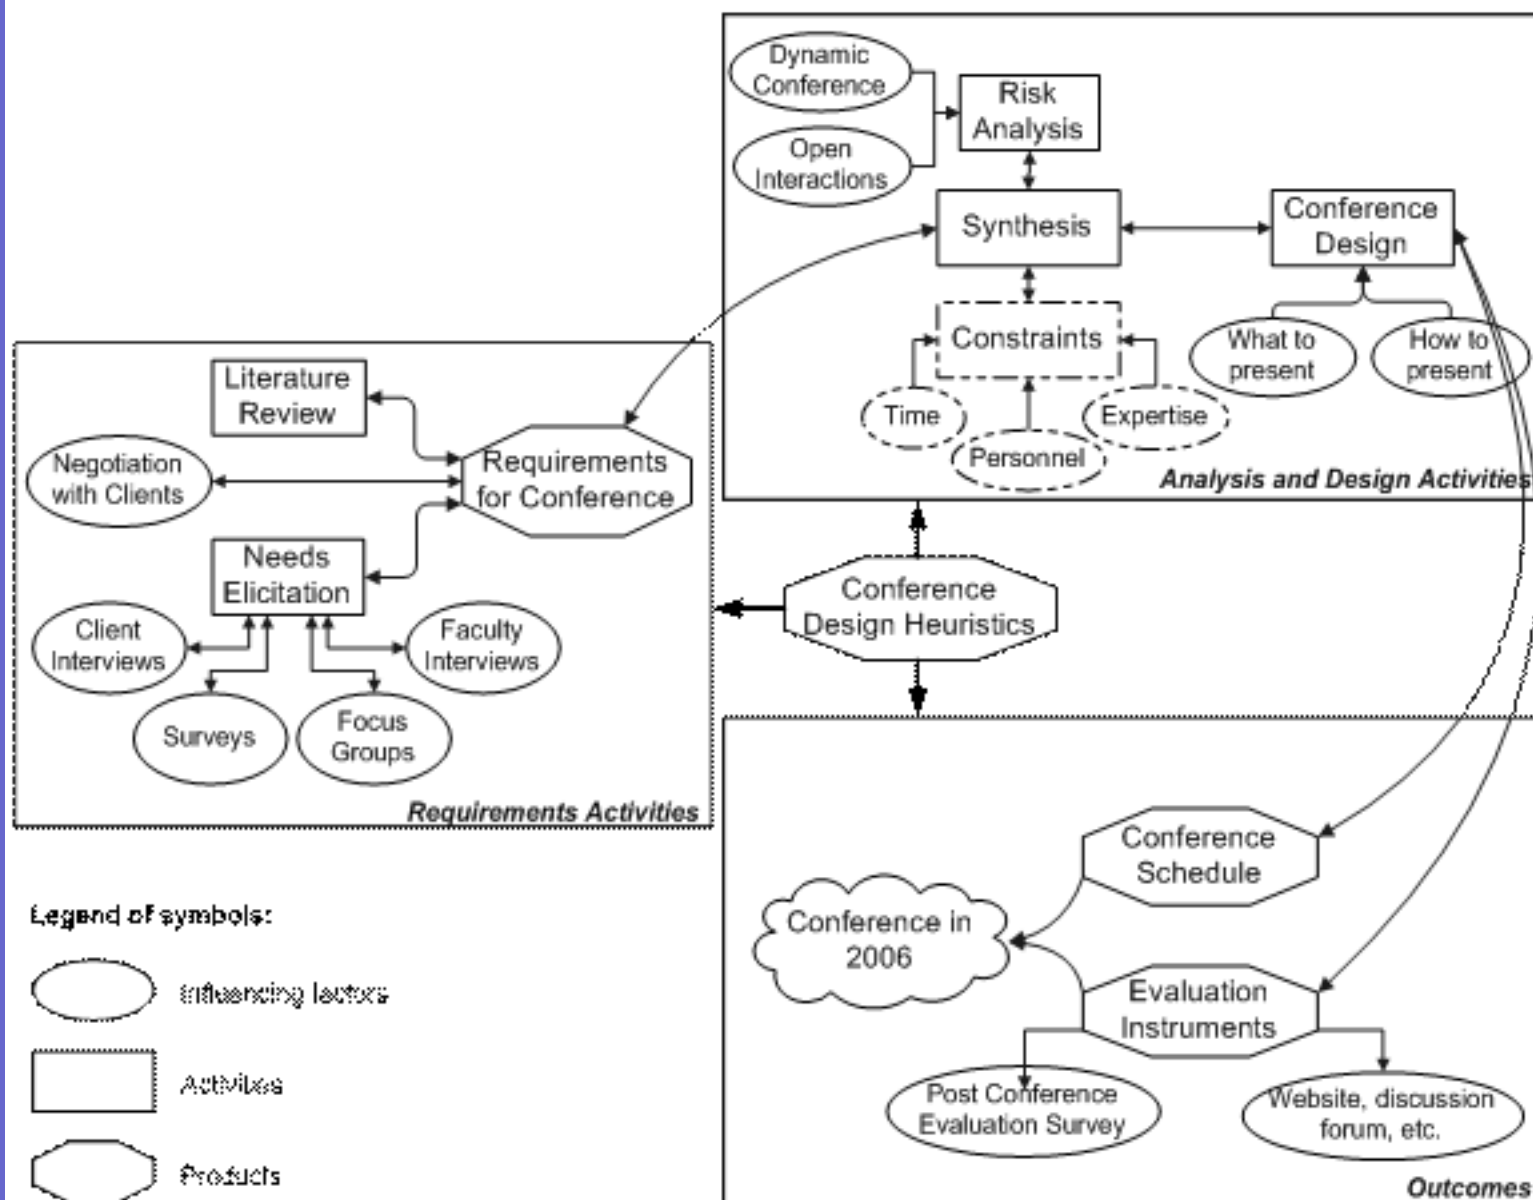 Dynamic
Conference
Open
Interactions
Risk
Analysis
Synthesis
Conference
Design
Constraints
Time
Personnel
Expertise
What to
present
How to
present
Analysis and Design Activities
Literature
Review
Negotiation
with Clients
Requirements
for Conference
Needs
Elicitation
Client
Interviews
Faculty
Interviews
Surveys
Focus
Groups
Requirements Activities
Conference
Design Heuristics
Conference
Schedule
Conference in
2006
Evaluation
Instruments
Post Conference
Evaluation Survey
Website, discussion
forum, etc.
Outcomes
Legend of symbols:
Influencing factors
Activities
Products